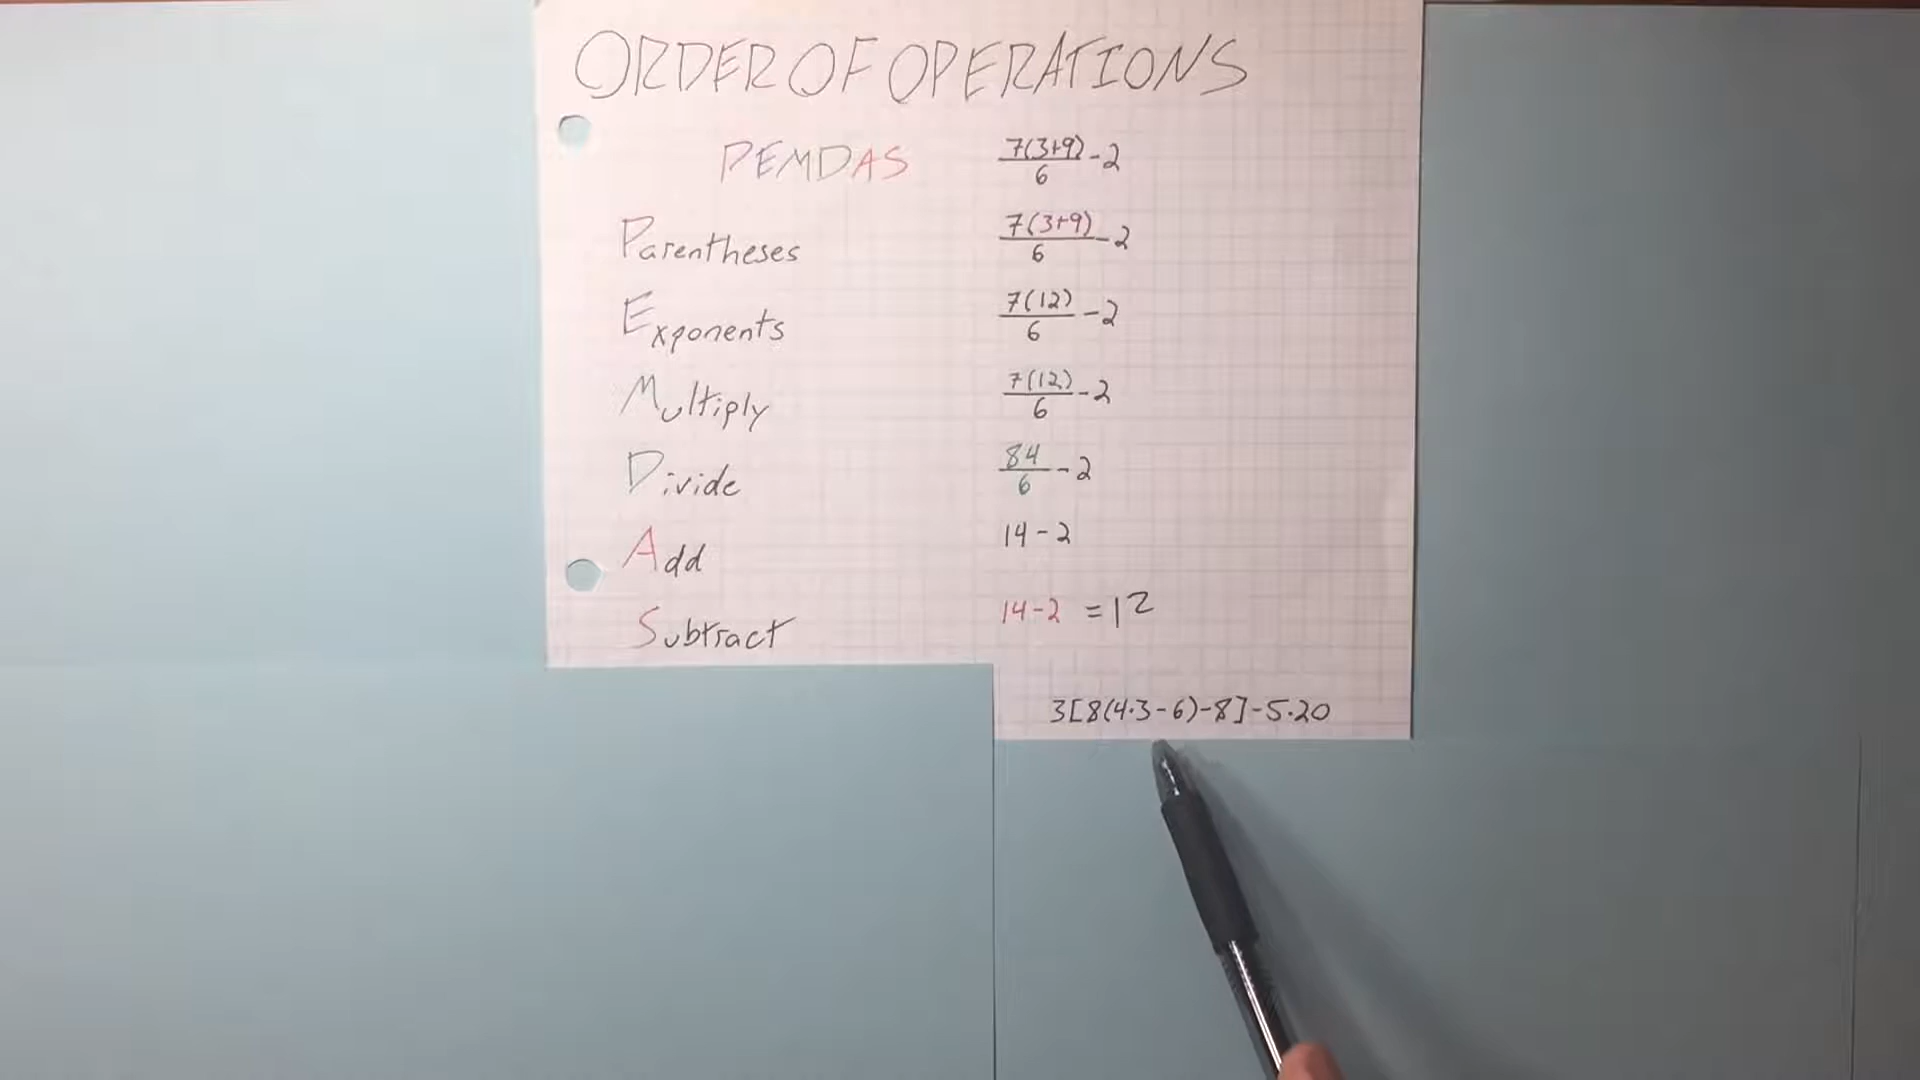 ORDER OF OPERATIONS
PEMDAS
7(3+9)/6 - 2
Parentheses
7(3+9)/6 - 2
Exponents
7(12)/6 - 2
Multiply
7(12)/6 - 2
Divide
84/6 - 2
Add
14 - 2
Subtract
14 - 2 = 12
3[8(4·3-6)-8]-5·20